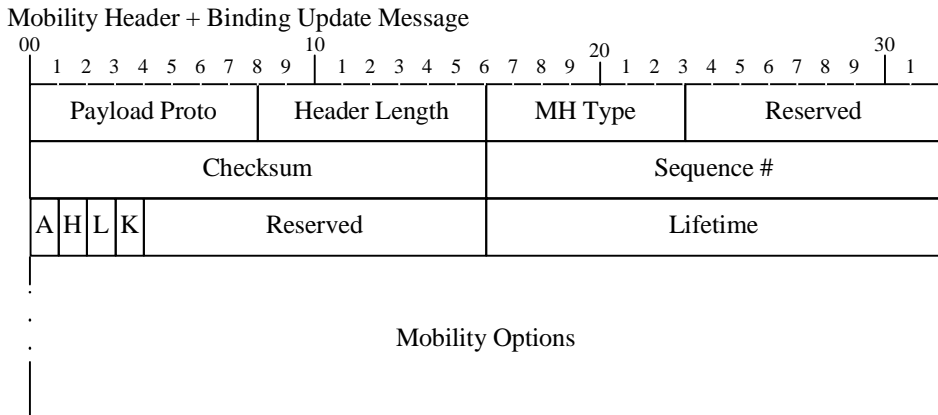 Mobility Header + Binding Update Message
00 10 20 30
1 2 3 4 5 6 7 8 9 1 2 3 4 5 6 7 8 9 1 2 3 4 5 6 7 8 9 1
Payload Proto Header Length MH Type Reserved
Checksum Sequence #
A H L K Reserved Lifetime
Mobility Options